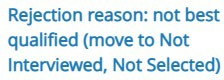 Rejection reason: not best
qualified (move to Not
Interviewed, Not Selected)